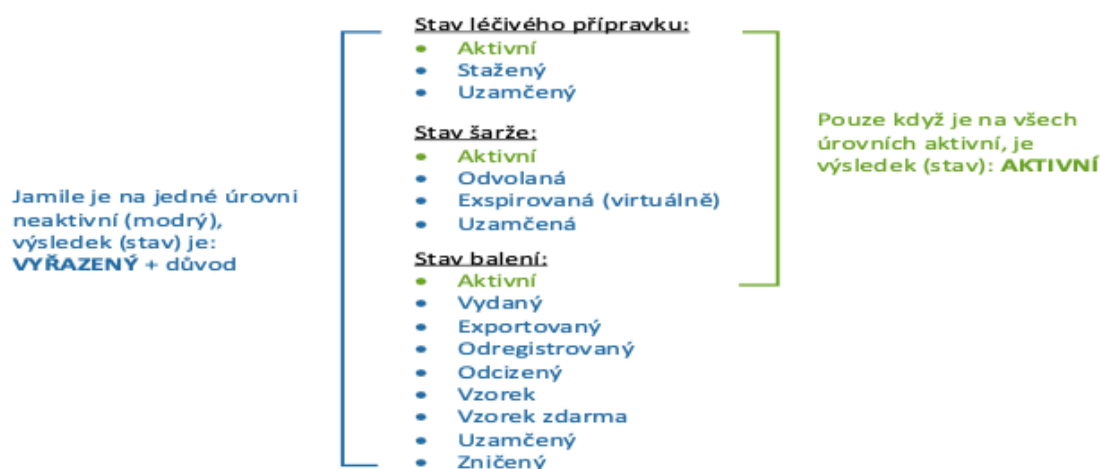 Jamile je na jedné úrovni
neaktivní (modrý),
výsledek (stav) je:
VYŘAZENÝ + důvod
Stav léčivého přípravku:
• Aktivní
• Stažený
• Uzamčený
Stav šarže:
• Aktivní
• Odvolaná
• Exspirovaná (virtuálně)
• Uzamčená
Stav balení:
• Aktivní
• Vydaný
• Exportovaný
• Odregistrovaný
• Odcizený
• Vzorek
• Vzorek zdarma
• Uzamčený
• Zničený
Pouze když je na všech
úrovních aktivní, je
výsledek (stav): AKTIVNÍ